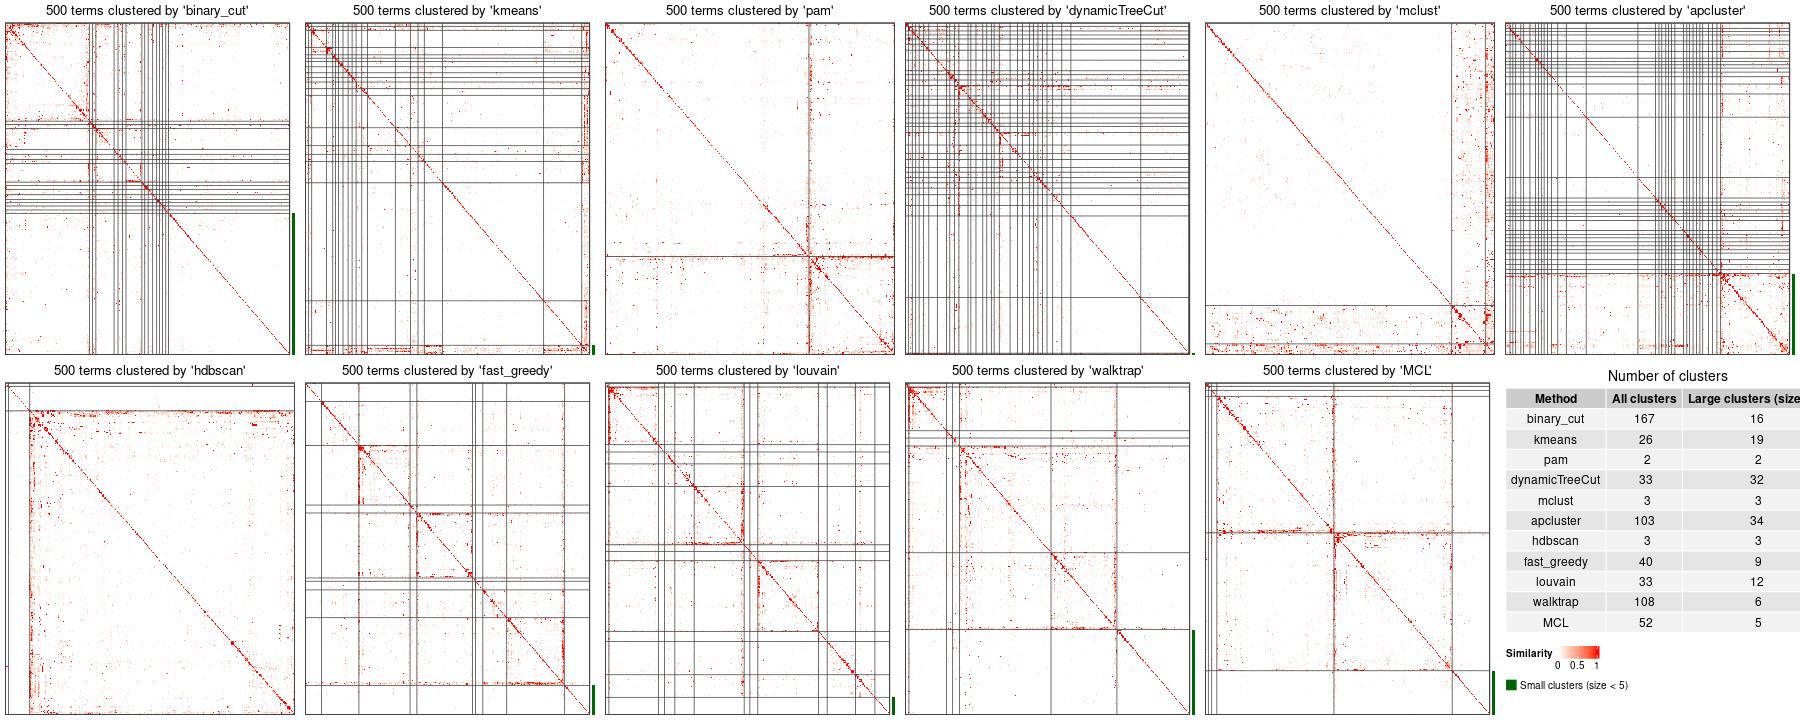 500 terms clustered by 'binary_cut'
500 terms clustered by 'kmeans'
500 terms clustered by 'pam'
500 terms clustered by 'dynamicTreeCut'
500 terms clustered by 'mclust'
500 terms clustered by 'apcluster'
500 terms clustered by 'hdbscan'
500 terms clustered by 'fast_greedy'
500 terms clustered by 'louvain'
500 terms clustered by 'walktrap'
500 terms clustered by 'MCL'
Number of clusters
Method All clusters Large clusters (size
binary_cut 167 16
kmeans 26 19
pam 2 2
dynamicTreeCut 33 32
mclust 3 3
apcluster 103 34
hdbscan 3 3
fast_greedy 40 9
louvain 33 12
walktrap 108 6
MCL 52 5
Similarity
0 0.5 1
Small clusters (size < 5)